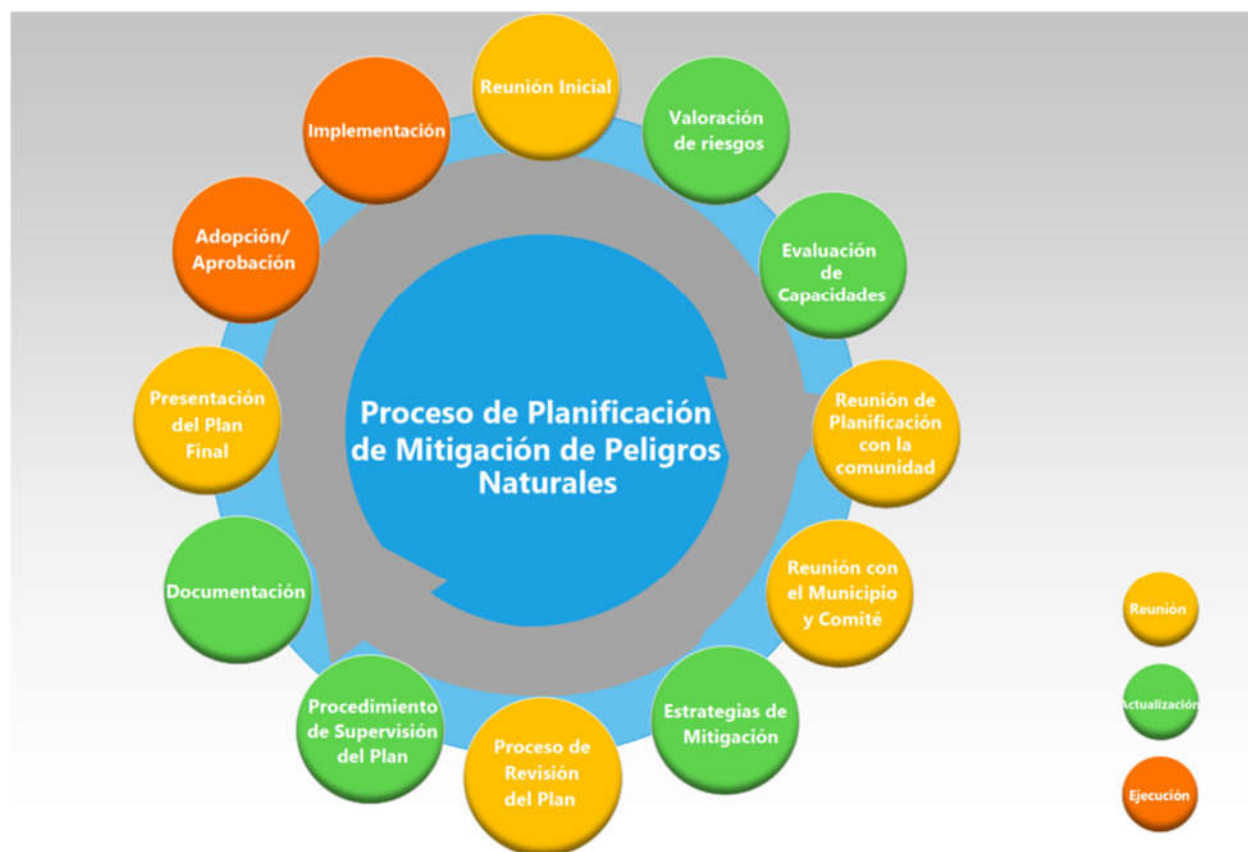 Reunión Inicial
Valoración
de riesgos
Evaluación
de
Capacidades
Reunión de
Planificación
con la
comunidad
Reunión con
el Municipio
y Comité
Estrategias de
Mitigación
Proceso de
Revisión
del Plan
Procedimiento
de Supervisión
del Plan
Documentación
Presentación
del Plan
Final
Adopción/
Aprobación
Implementación
Proceso de Planificación
de Mitigación de Peligros
Naturales
Reunión
Actualización
Ejecución